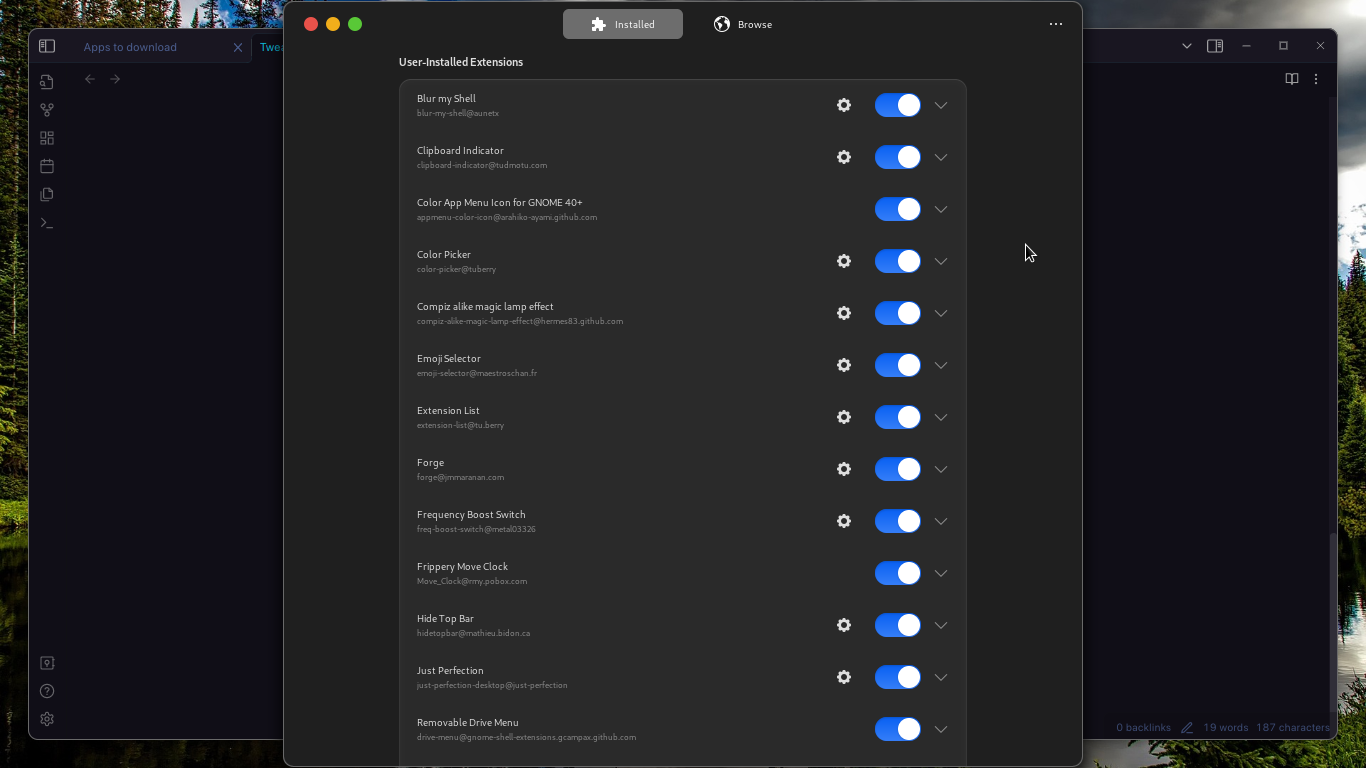 Installed
Browse
Apps to download
Twea
User-Installed Extensions
Blur my Shell
blur-my-shell@aunetx
Clipboard Indicator
clipboard-indicator@tudmotu.com
Color App Menu Icon for GNOME 40+
appmenu-color-icon@arahiko-ayami.github.com
Color Picker
color-picker@tuberry
Compiz alike magic lamp effect
compiz-alike-magic-lamp-effect@hermes83.github.com
Emoji Selector
emoji-selector@maestroschan.fr
Extension List
extension-list@tu.berry
Forge
forge@jmmaranan.com
Frequency Boost Switch
freq-boost-switch@metal03326
Frippery Move Clock
Move_Clock@rmy.pobox.com
Hide Top Bar
hidetopbar@mathieu.bidon.ca
Just Perfection
just-perfection-desktop@just-perfection
Removable Drive Menu
drive-menu@gnome-shell-extensions.gcampax.github.com
0 backlinks 19 words 187 characters